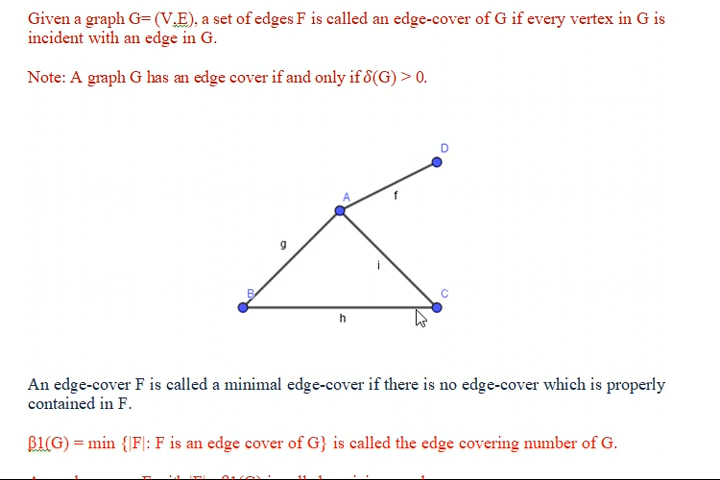 Given a graph G= (V,E), a set of edges F is called an edge-cover of G if every vertex in G is
incident with an edge in G.
Note: A graph G has an edge cover if and only if δ(G) > 0.
D
A
f
g
i
B
C
h
An edge-cover F is called a minimal edge-cover if there is no edge-cover which is properly
contained in F.
β1(G) = min {|F|: F is an edge cover of G} is called the edge covering number of G.